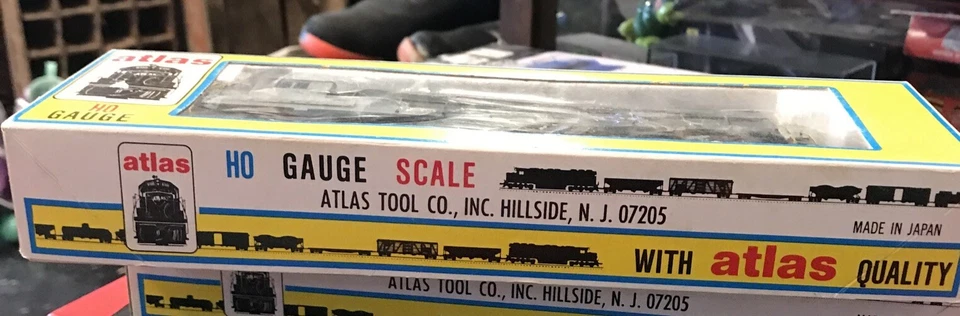 atlas
HO
GAUGE
atlas
HO GAUGE SCALE
ATLAS TOOL CO., INC. HILLSIDE, N. J. 07205
MADE IN JAPAN
WITH atlas QUALITY
ATLAS TOOL CO., INC. HILLSIDE, N. J. 07205